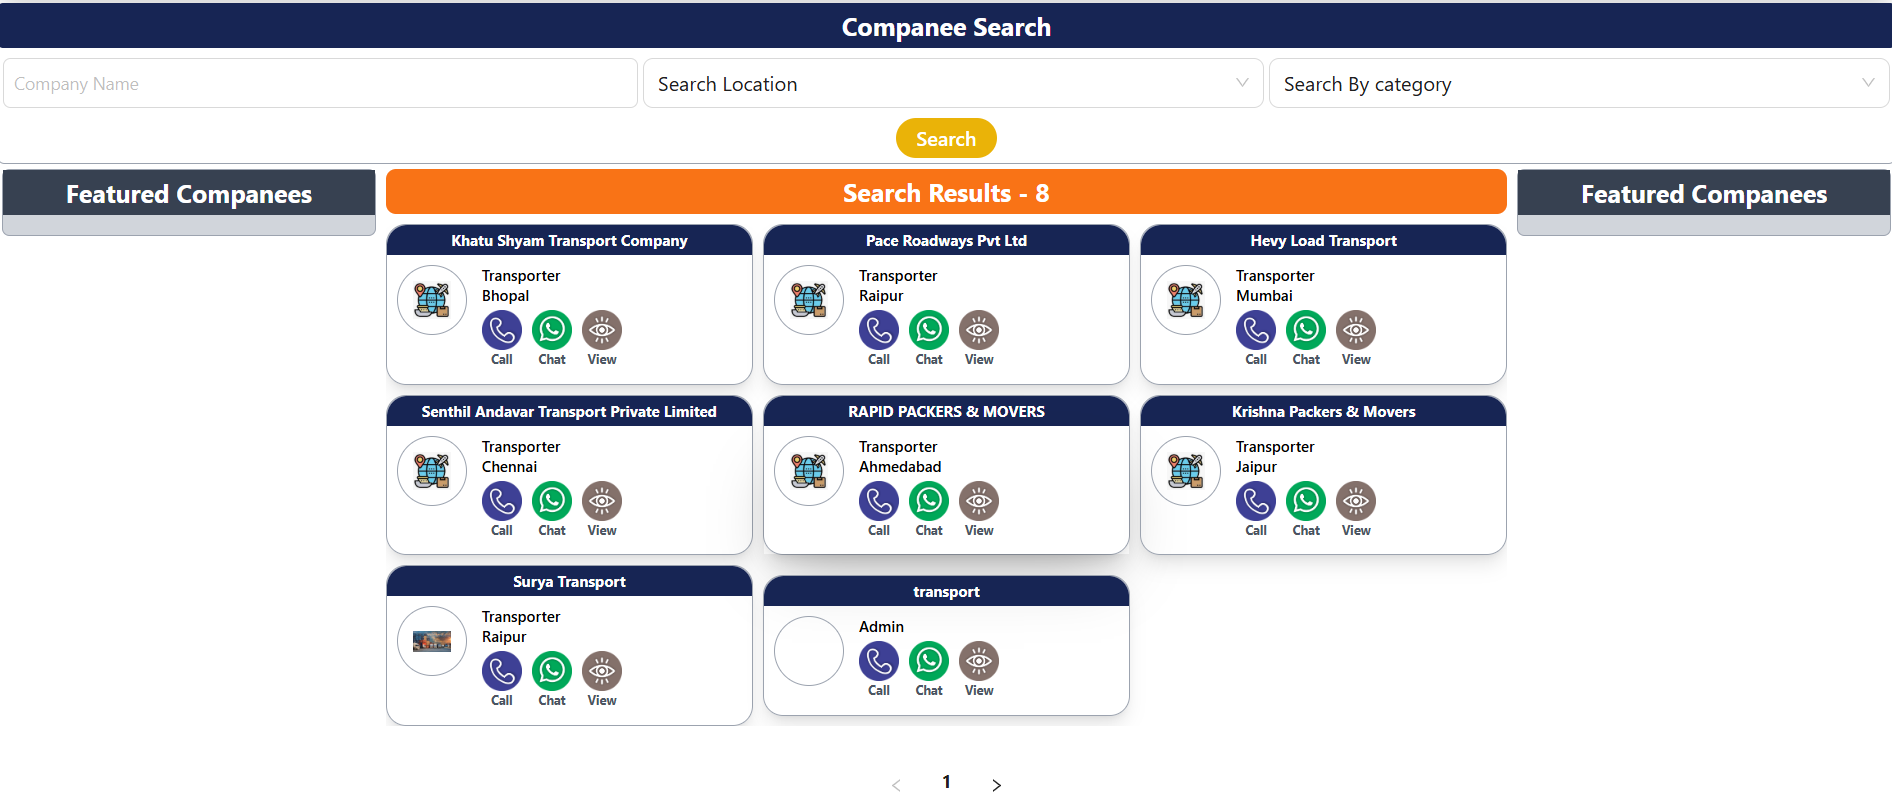 Companee Search
Company Name
Search Location
Search By category
Search
Featured Companees
Search Results - 8
Featured Companees
Khatu Shyam Transport Company
Transporter
Bhopal
Call Chat View
Pace Roadways Pvt Ltd
Transporter
Raipur
Call Chat View
Hevy Load Transport
Transporter
Mumbai
Call Chat View
Senthil Andavar Transport Private Limited
Transporter
Chennai
Call Chat View
RAPID PACKERS & MOVERS
Transporter
Ahmedabad
Call Chat View
Krishna Packers & Movers
Transporter
Jaipur
Call Chat View
Surya Transport
Transporter
Raipur
Call Chat View
transport
Admin
Call Chat View
< 1 >